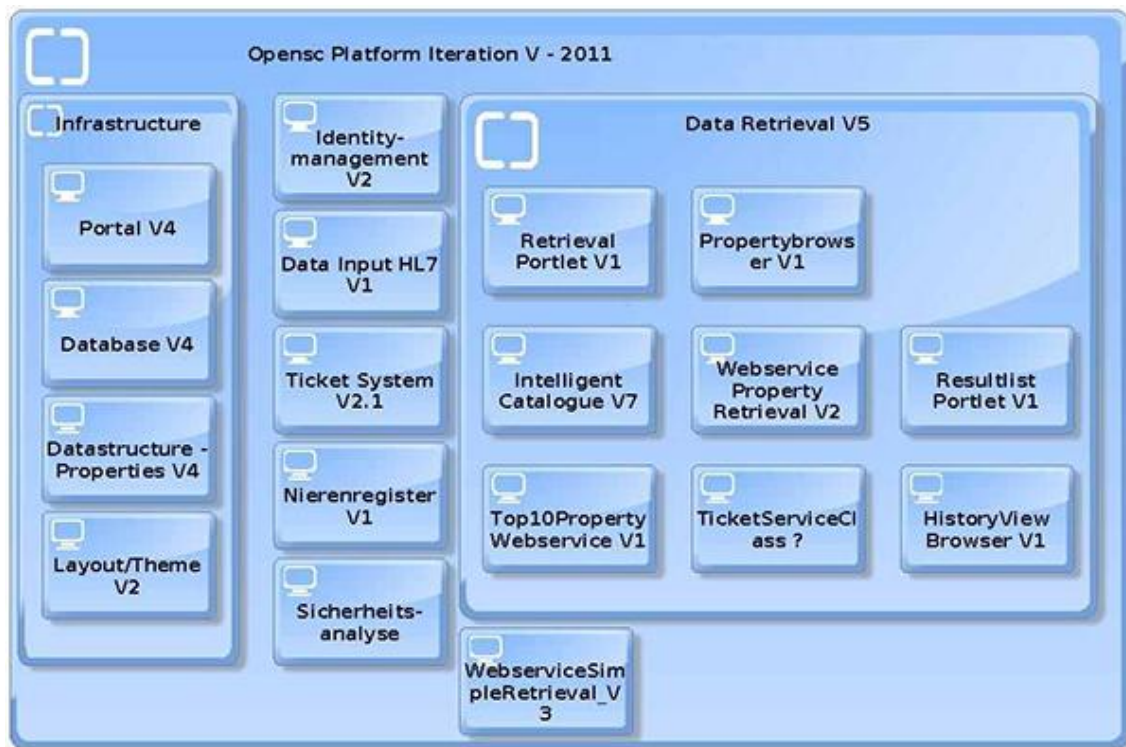 Opensc Platform Iteration V - 2011
Infrastructure
Portal V4
Database V4
Datastructure -
Properties V4
Layout/Theme
V2
Identity-
management
V2
Data Input HL7
V1
Ticket System
V2.1
Nierenregister
V1
Sicherheits-
analyse
Data Retrieval V5
Retrieval
Portlet V1
Propertybrows
er V1
Intelligent
Catalogue V7
Webservice
Property
Retrieval V2
Resultlist
Portlet V1
Top10Property
Webservice V1
TicketServiceCl
ass ?
HistoryView
Browser V1
WebserviceSim
pleRetrieval_V
3